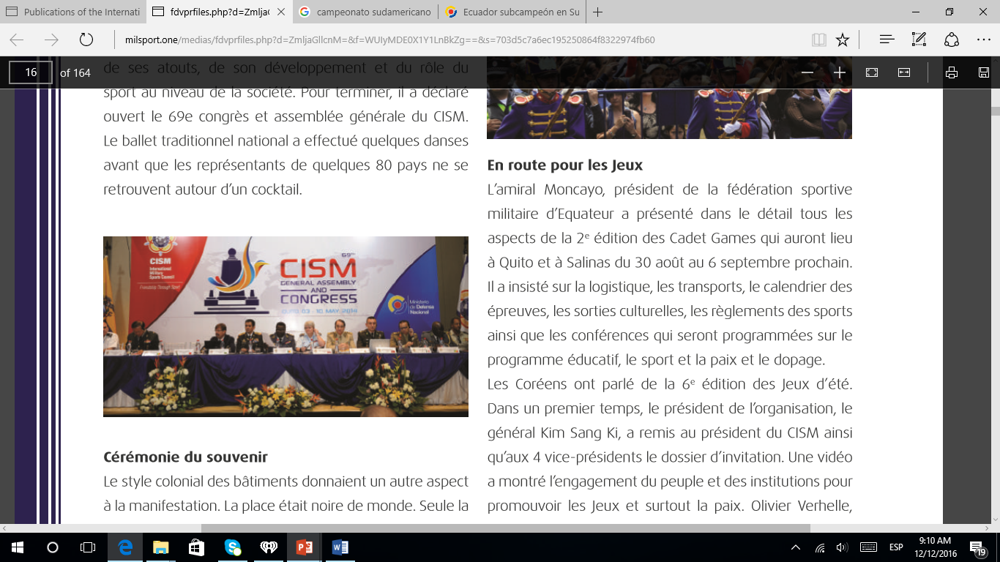 Publications of the Internati
fdvprfiles.php?d=ZmljaG
campeonato sudamericano
Ecuador subcampeón en Su
milsport.one/medias/fdvprfiles.php?d=ZmljaGllcnM=&f=WUIyMDE0X1Y1LnBkZg==&s=703d5c7a6ec195250864f8322974fb60
16 of 164
de ses atouts, de son développement et du rôle du
sport au niveau de la société. Pour terminer, il a déclaré
ouvert le 69e congrès et assemblée générale du CISM.
Le ballet traditionnel national a effectué quelques danses
avant que les représentants de quelques 80 pays ne se
retrouvent autour d’un cocktail.
CISM
International
Military
Sports Council
Friendship through Sport
69TH
CISM
GENERAL ASSEMBLY
AND
CONGRESS
03 - 10 MAY 2014
Ministerio
de Defensa
Nacional
Cérémonie du souvenir
Le style colonial des bâtiments donnaient un autre aspect
à la manifestation. La place était noire de monde. Seule la
En route pour les Jeux
L’amiral Moncayo, président de la fédération sportive
militaire d’Equateur a présenté dans le détail tous les
aspects de la 2e édition des Cadet Games qui auront lieu
à Quito et à Salinas du 30 août au 6 septembre prochain.
Il a insisté sur la logistique, les transports, le calendrier des
épreuves, les sorties culturelles, les règlements des sports
ainsi que les conférences qui seront programmées sur le
programme éducatif, le sport et la paix et le dopage.
Les Coréens ont parlé de la 6e édition des Jeux d’été.
Dans un premier temps, le président de l’organisation, le
général Kim Sang Ki, a remis au président du CISM ainsi
qu’aux 4 vice-présidents le dossier d’invitation. Une vidéo
a montré l’engagement du peuple et des institutions pour
promouvoir les Jeux et surtout la paix. Olivier Verhelle,
ESP
9:10 AM
12/12/2016
19